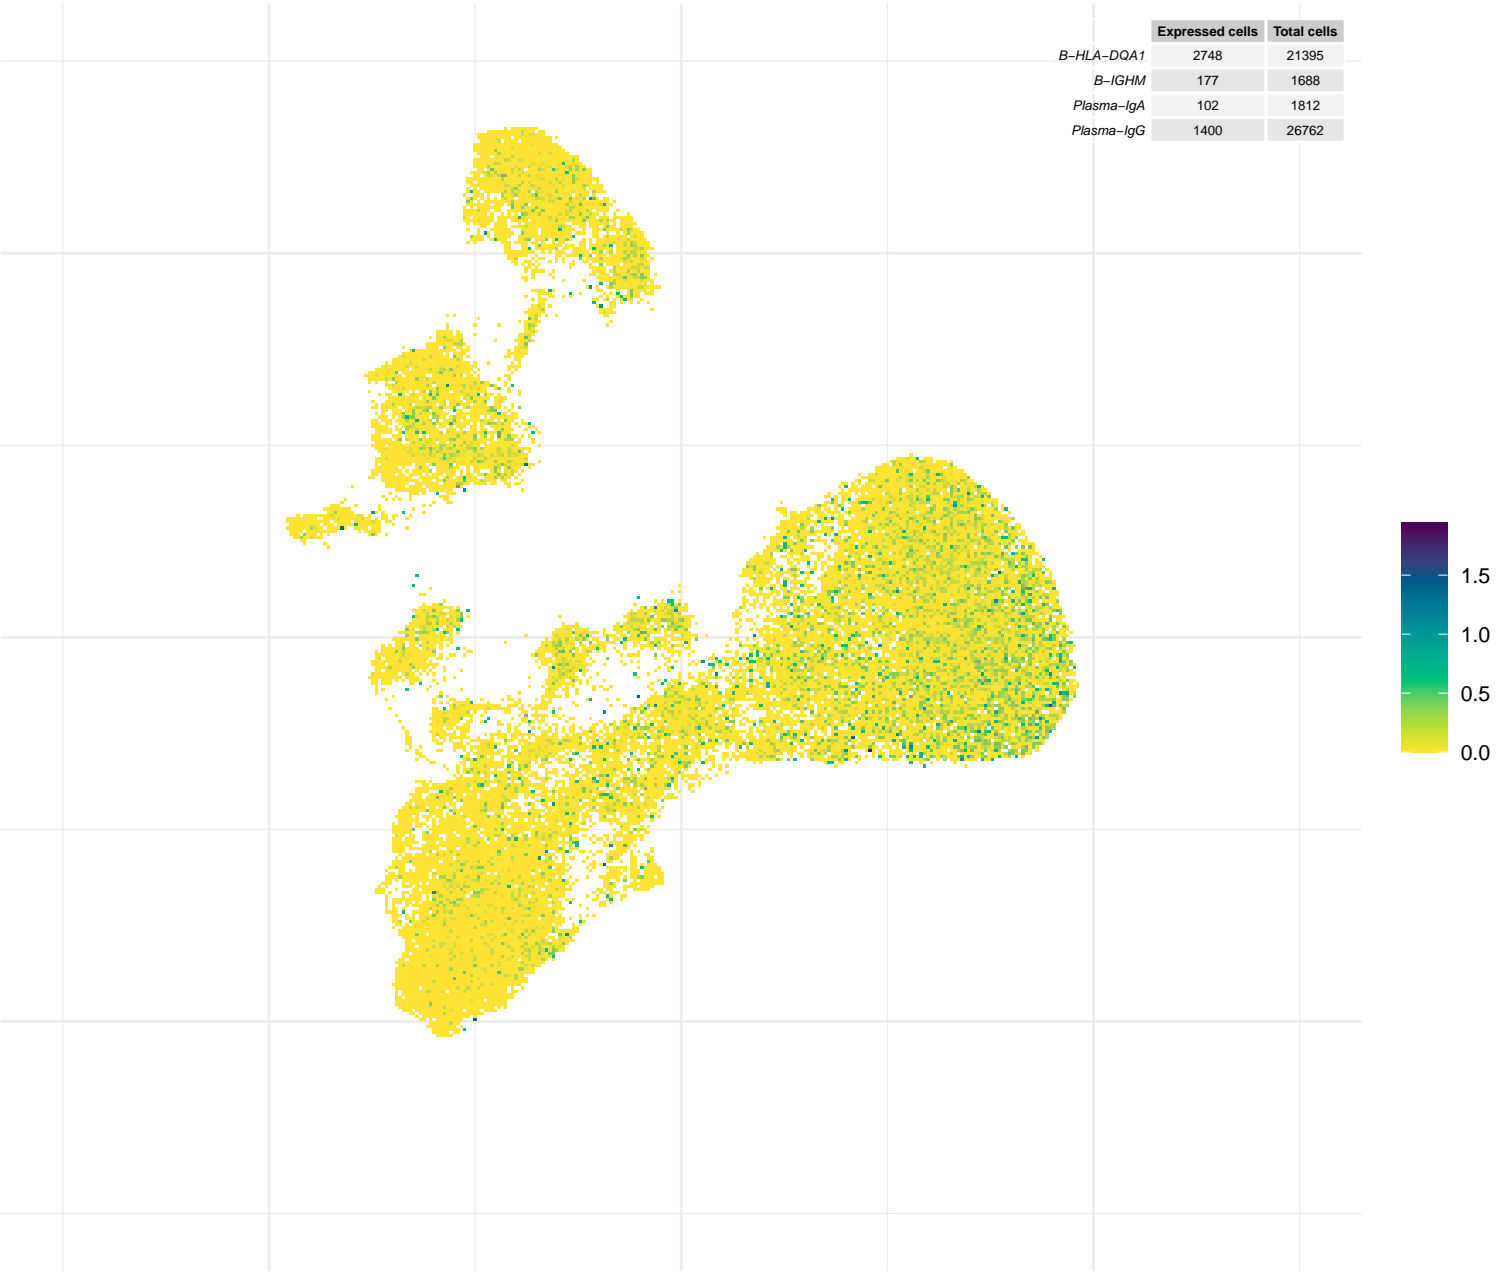 Expressed cells Total cells
B−HLA−DQA1 2748 21395
B−IGHM 177 1688
Plasma−IgA 102 1812
Plasma−IgG 1400 26762
1.5
1.0
0.5
0.0